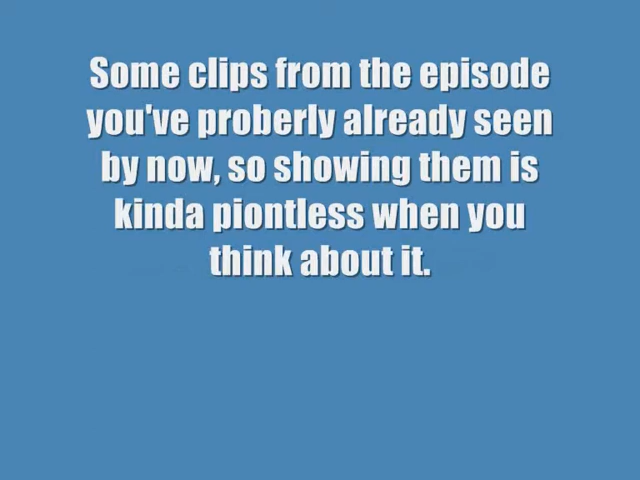 Some clips from the episode
you've proberly already seen
by now, so showing them is
kinda piontless when you
think about it.